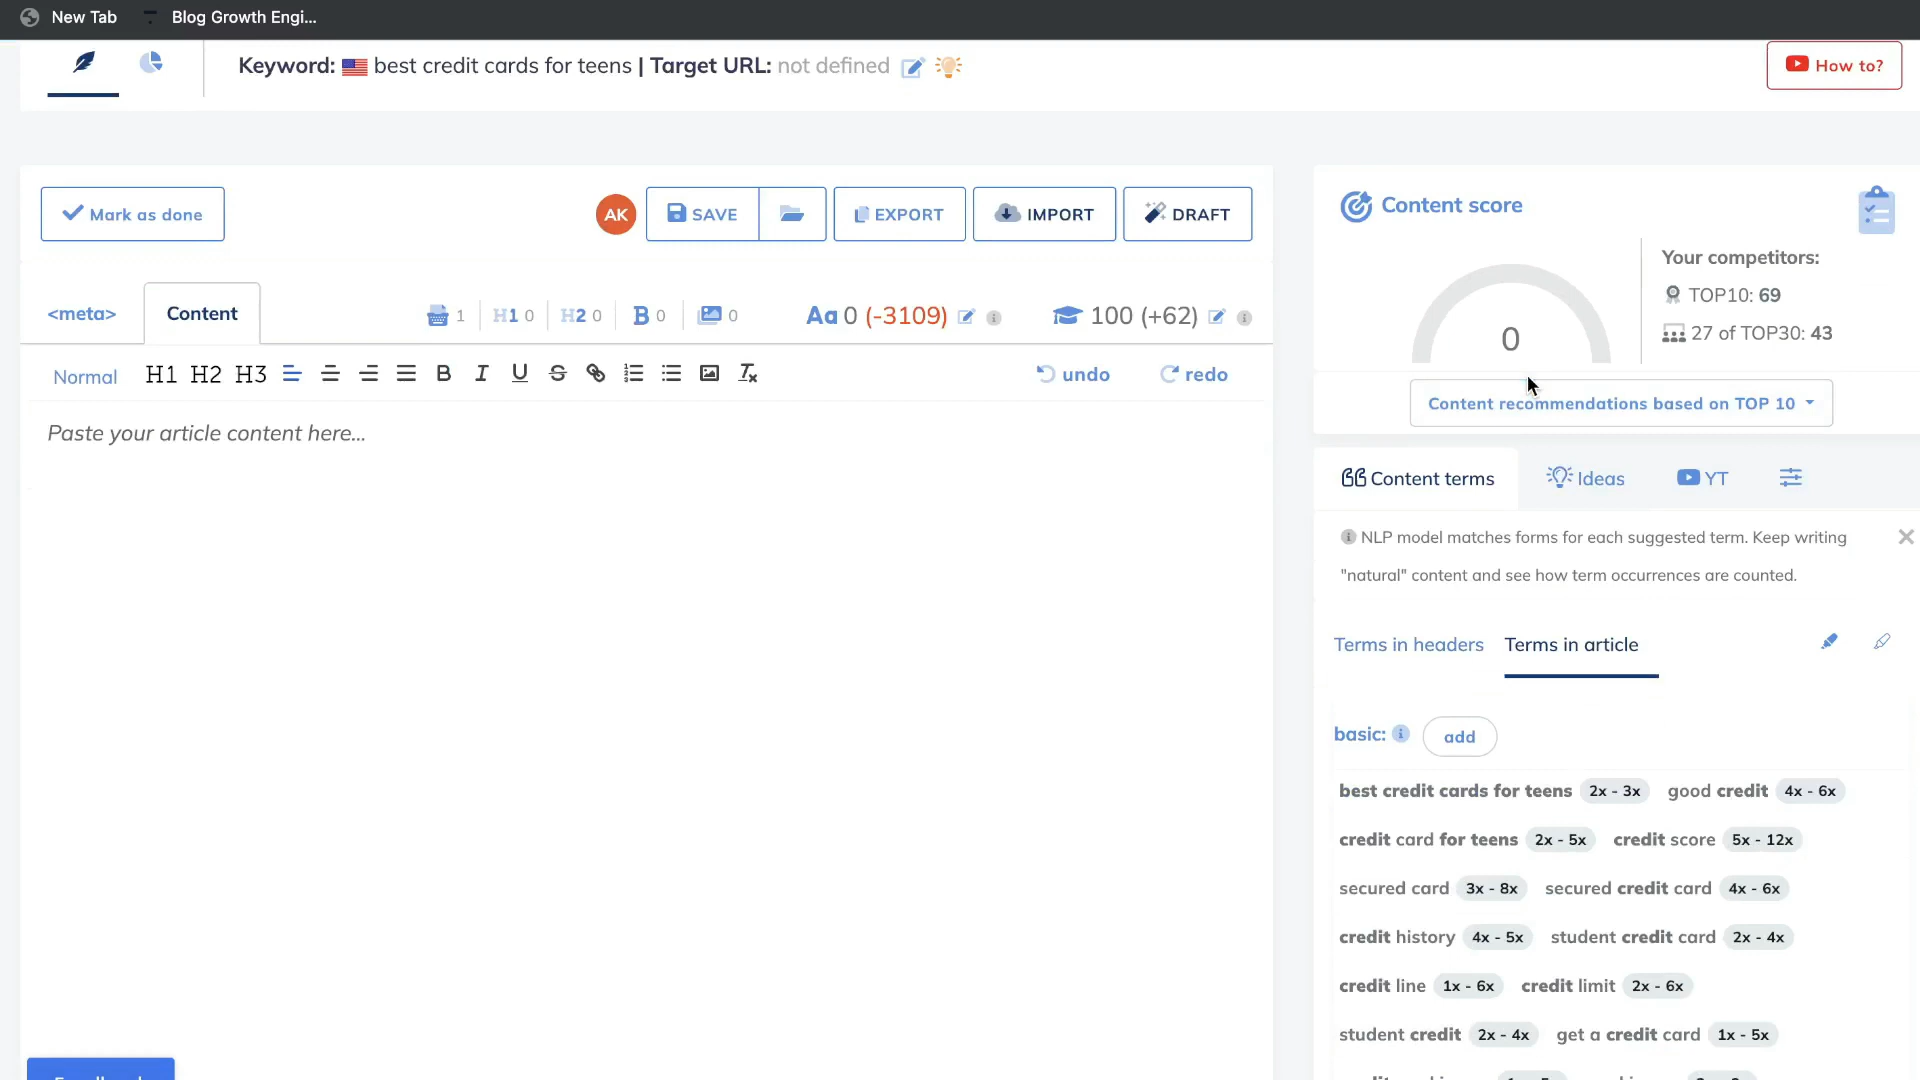 New Tab
Blog Growth Engi...
Keyword: best credit cards for teens | Target URL: not defined
How to?
Mark as done
AK
SAVE
EXPORT
IMPORT
DRAFT
<meta>
Content
1
H1 0
H2 0
B 0
0
Aa 0 (-3109)
100 (+62)
Normal
H1 H2 H3
undo
redo
Paste your article content here...
Content score
0
Your competitors:
TOP10: 69
27 of TOP30: 43
Content recommendations based on TOP 10
Content terms
Ideas
YT
NLP model matches forms for each suggested term. Keep writing
"natural" content and see how term occurrences are counted.
Terms in headers
Terms in article
basic:
add
best credit cards for teens 2x - 3x good credit 4x - 6x
credit card for teens 2x - 5x credit score 5x - 12x
secured card 3x - 8x secured credit card 4x - 6x
credit history 4x - 5x student credit card 2x - 4x
credit line 1x - 6x credit limit 2x - 6x
student credit 2x - 4x get a credit card 1x - 5x